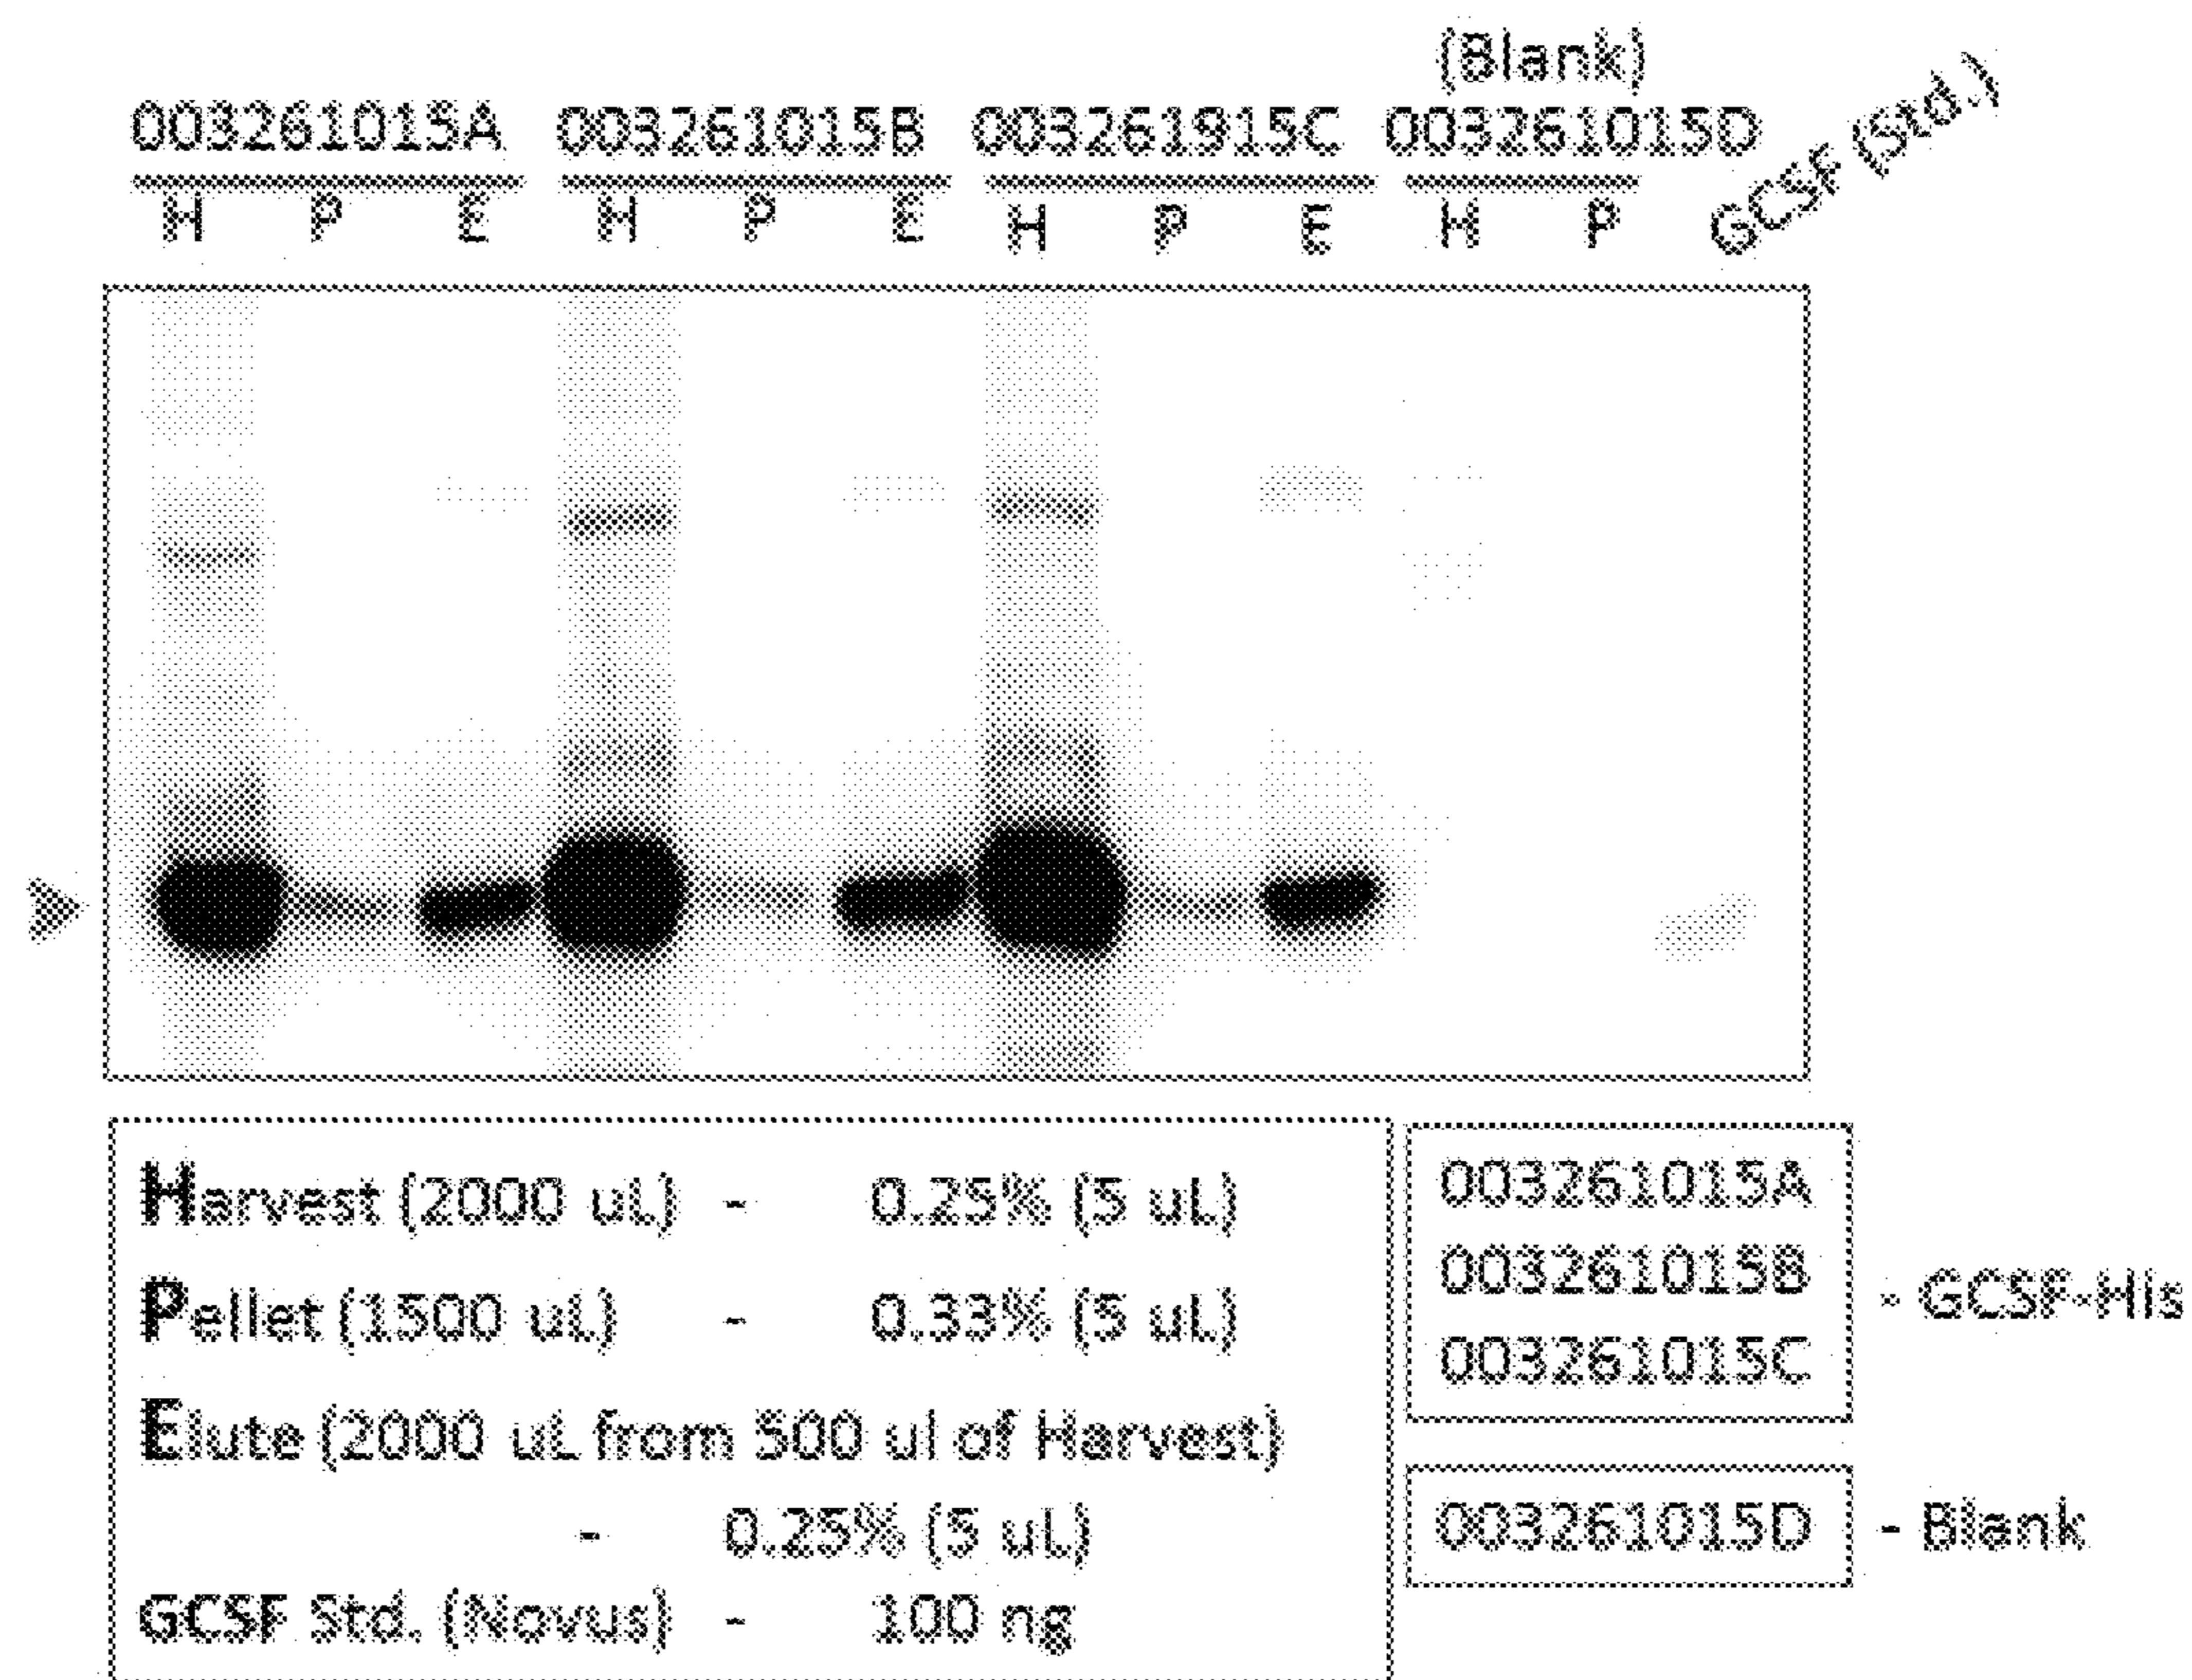 (Blank)
003261015A 003261015B 003261915C 003261015D GCSF (Std.)
H P E H P E H P E H P
Harvest (2000 uL) - 0.25% (5 uL)
Pellet (1500 uL) - 0.33% (5 uL)
Elute (2000 uL from 500 ul of Harvest)
- 0.25% (5 uL)
GCSF Std. (Novus) - 100 ng
003261015A
003261015B
003261015C
- GCSF-His
003261015D - Blank